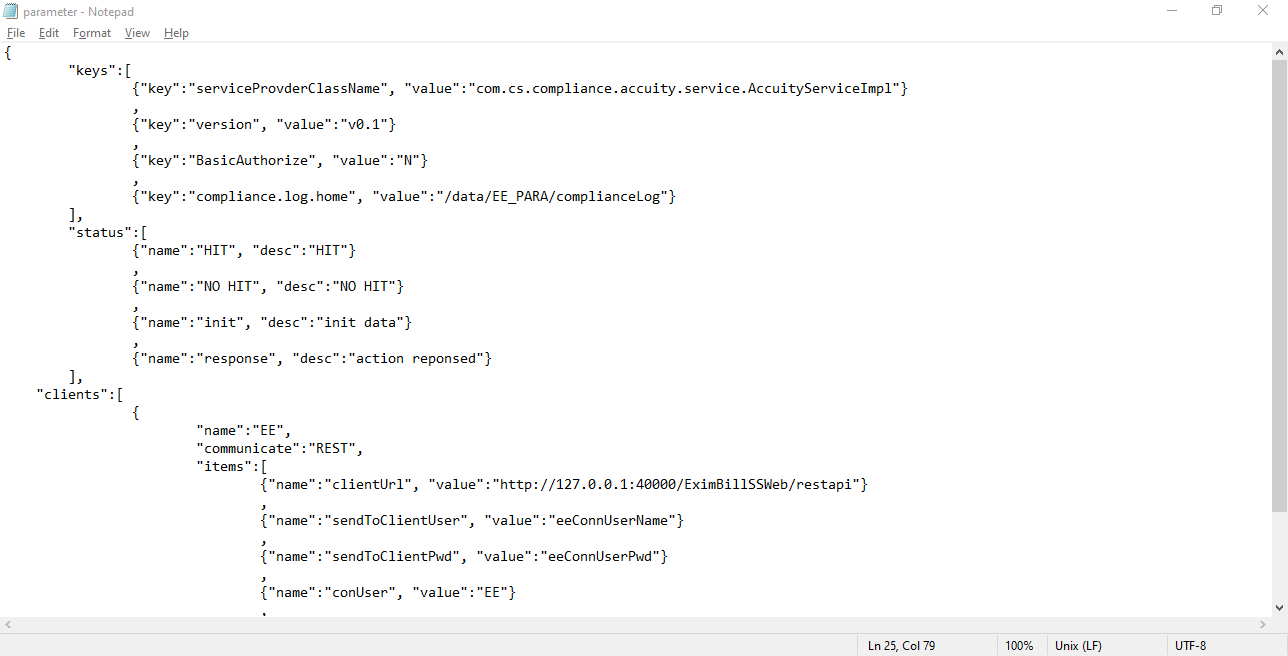 parameter - Notepad
File Edit Format View Help
{
"keys":[
{"key":"serviceProvderClassName", "value":"com.cs.compliance.accuity.service.AccuityServiceImpl"}
,
{"key":"version", "value":"v0.1"}
,
{"key":"BasicAuthorize", "value":"N"}
,
{"key":"compliance.log.home", "value":"/data/EE_PARA/complianceLog"}
],
"status":[
{"name":"HIT", "desc":"HIT"}
,
{"name":"NO HIT", "desc":"NO HIT"}
,
{"name":"init", "desc":"init data"}
,
{"name":"response", "desc":"action reponsed"}
],
"clients":[
{
"name":"EE",
"communicate":"REST",
"items":[
{"name":"clientUrl", "value":"http://127.0.0.1:40000/EximBillSSWeb/restapi"}
,
{"name":"sendToClientUser", "value":"eeConnUserName"}
,
{"name":"sendToClientPwd", "value":"eeConnUserPwd"}
,
{"name":"conUser", "value":"EE"}
,
Ln 25, Col 79 100% Unix (LF) UTF-8